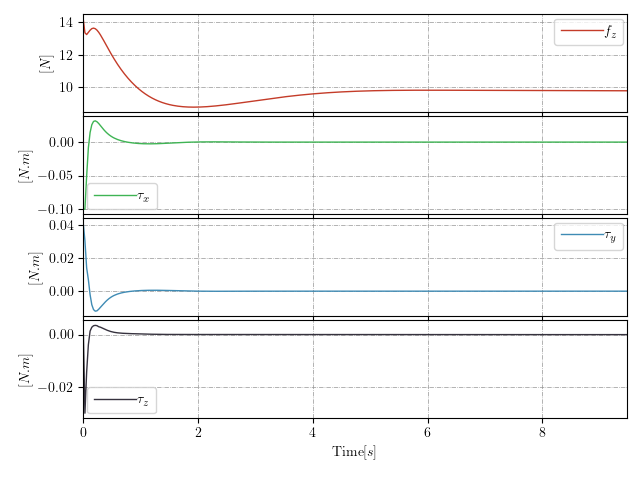 14
12
10
[N]
f_z
0.00
−0.05
−0.10
[N.m]
τ_x
0.04
0.02
0.00
[N.m]
τ_y
0.00
−0.02
[N.m]
τ_z
0 2 4 6 8
Time[s]